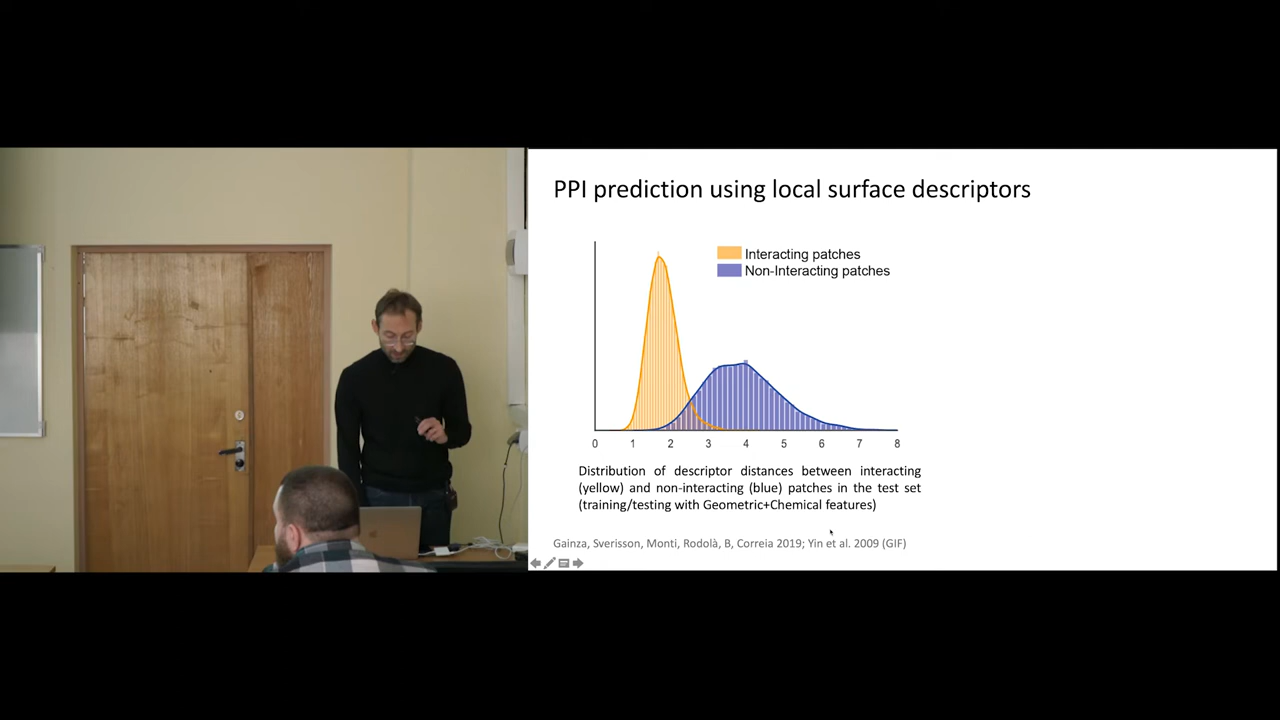 PPI prediction using local surface descriptors
Interacting patches
Non-Interacting patches
0 1 2 3 4 5 6 7 8
Distribution of descriptor distances between interacting
(yellow) and non-interacting (blue) patches in the test set
(training/testing with Geometric+Chemical features)
Gainza, Sverisson, Monti, Rodolà, B, Correia 2019; Yin et al. 2009 (GIF)